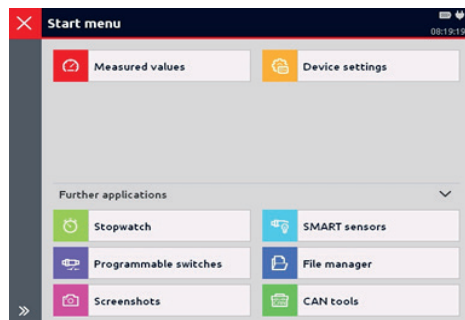 Start menu
08:19:19
Measured values
Device settings
Further applications
Stopwatch
SMART sensors
Programmable switches
File manager
Screenshots
CAN tools